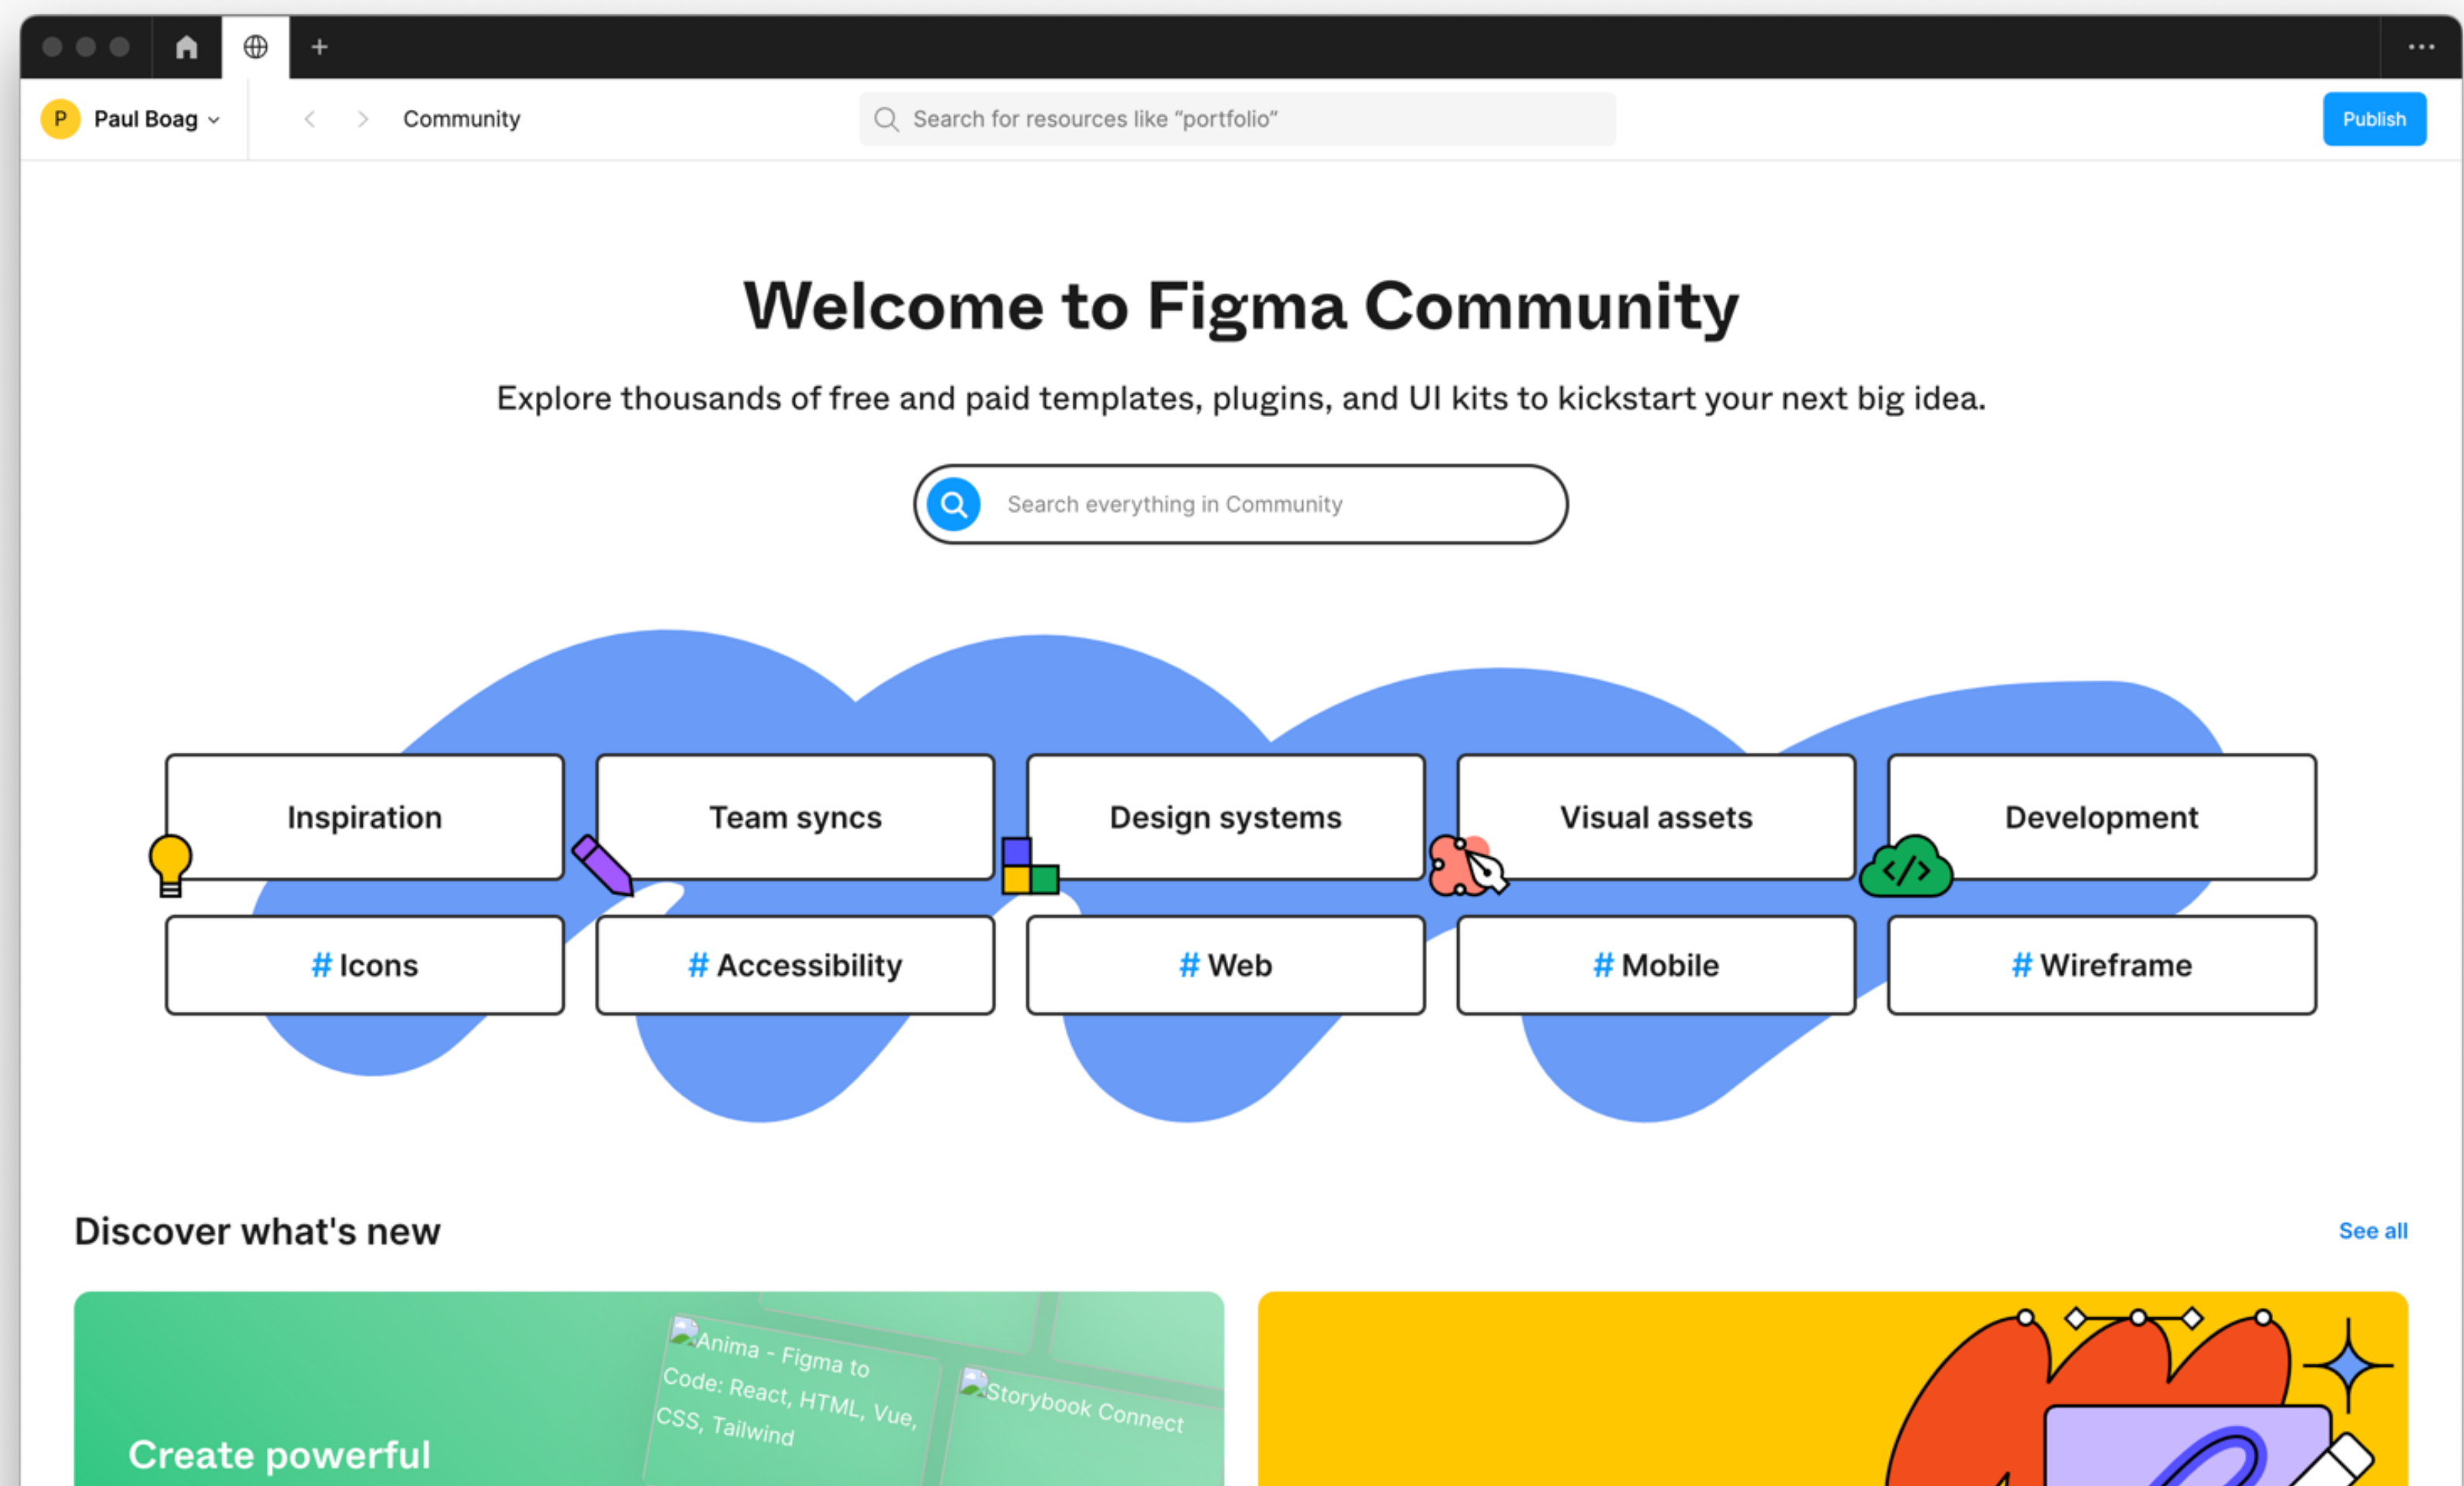 P Paul Boag
Community
Search for resources like “portfolio”
Publish
Welcome to Figma Community
Explore thousands of free and paid templates, plugins, and UI kits to kickstart your next big idea.
Search everything in Community
Inspiration
Team syncs
Design systems
Visual assets
</>
Development
# Icons
# Accessibility
# Web
# Mobile
# Wireframe
Discover what's new
See all
Create powerful
Anima - Figma to
Code: React, HTML, Vue,
CSS, Tailwind
Storybook Connect